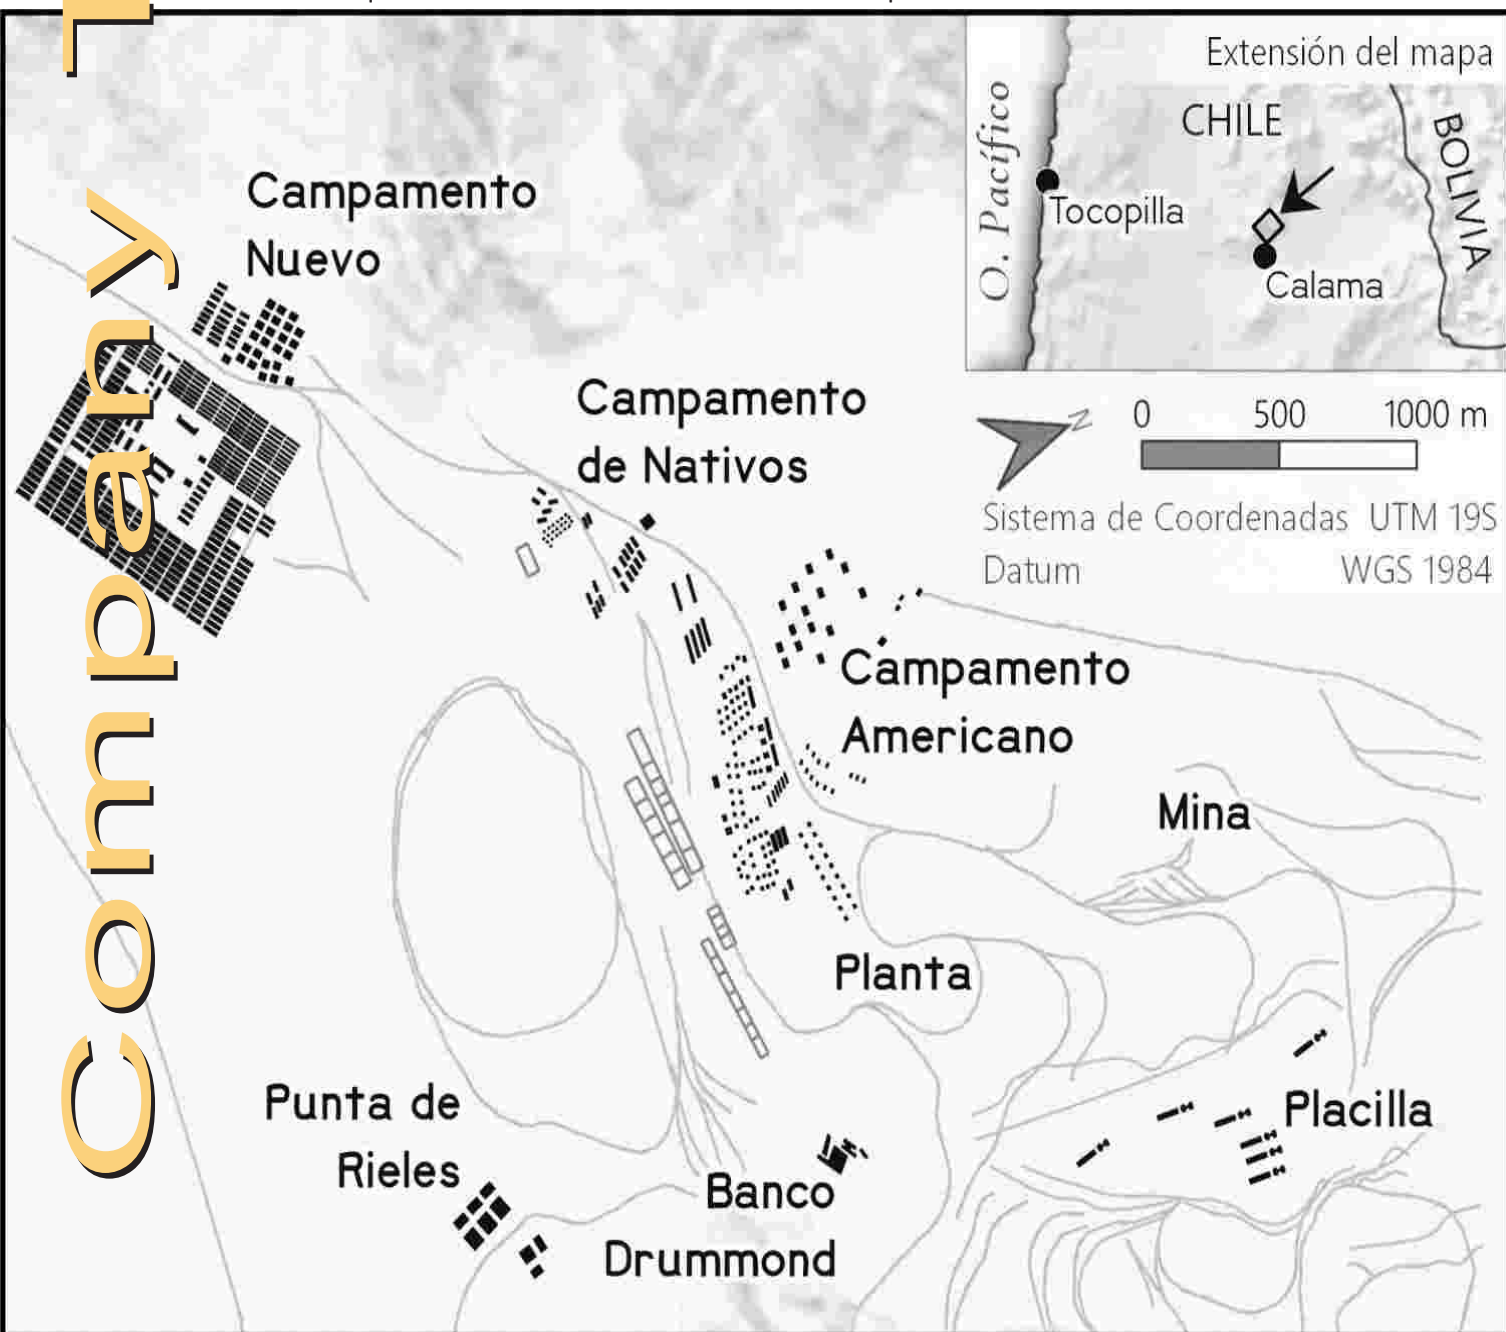 Company T
Extensión del mapa
CHILE
BOLIVIA
O. Pacífico
Tocopilla
Calama
N
0 500 1000 m
Sistema de Coordenadas UTM 19S
Datum WGS 1984
Campamento
Nuevo
Campamento
de Nativos
Campamento
Americano
Mina
Planta
Placilla
Punta de
Rieles
Banco
Drummond